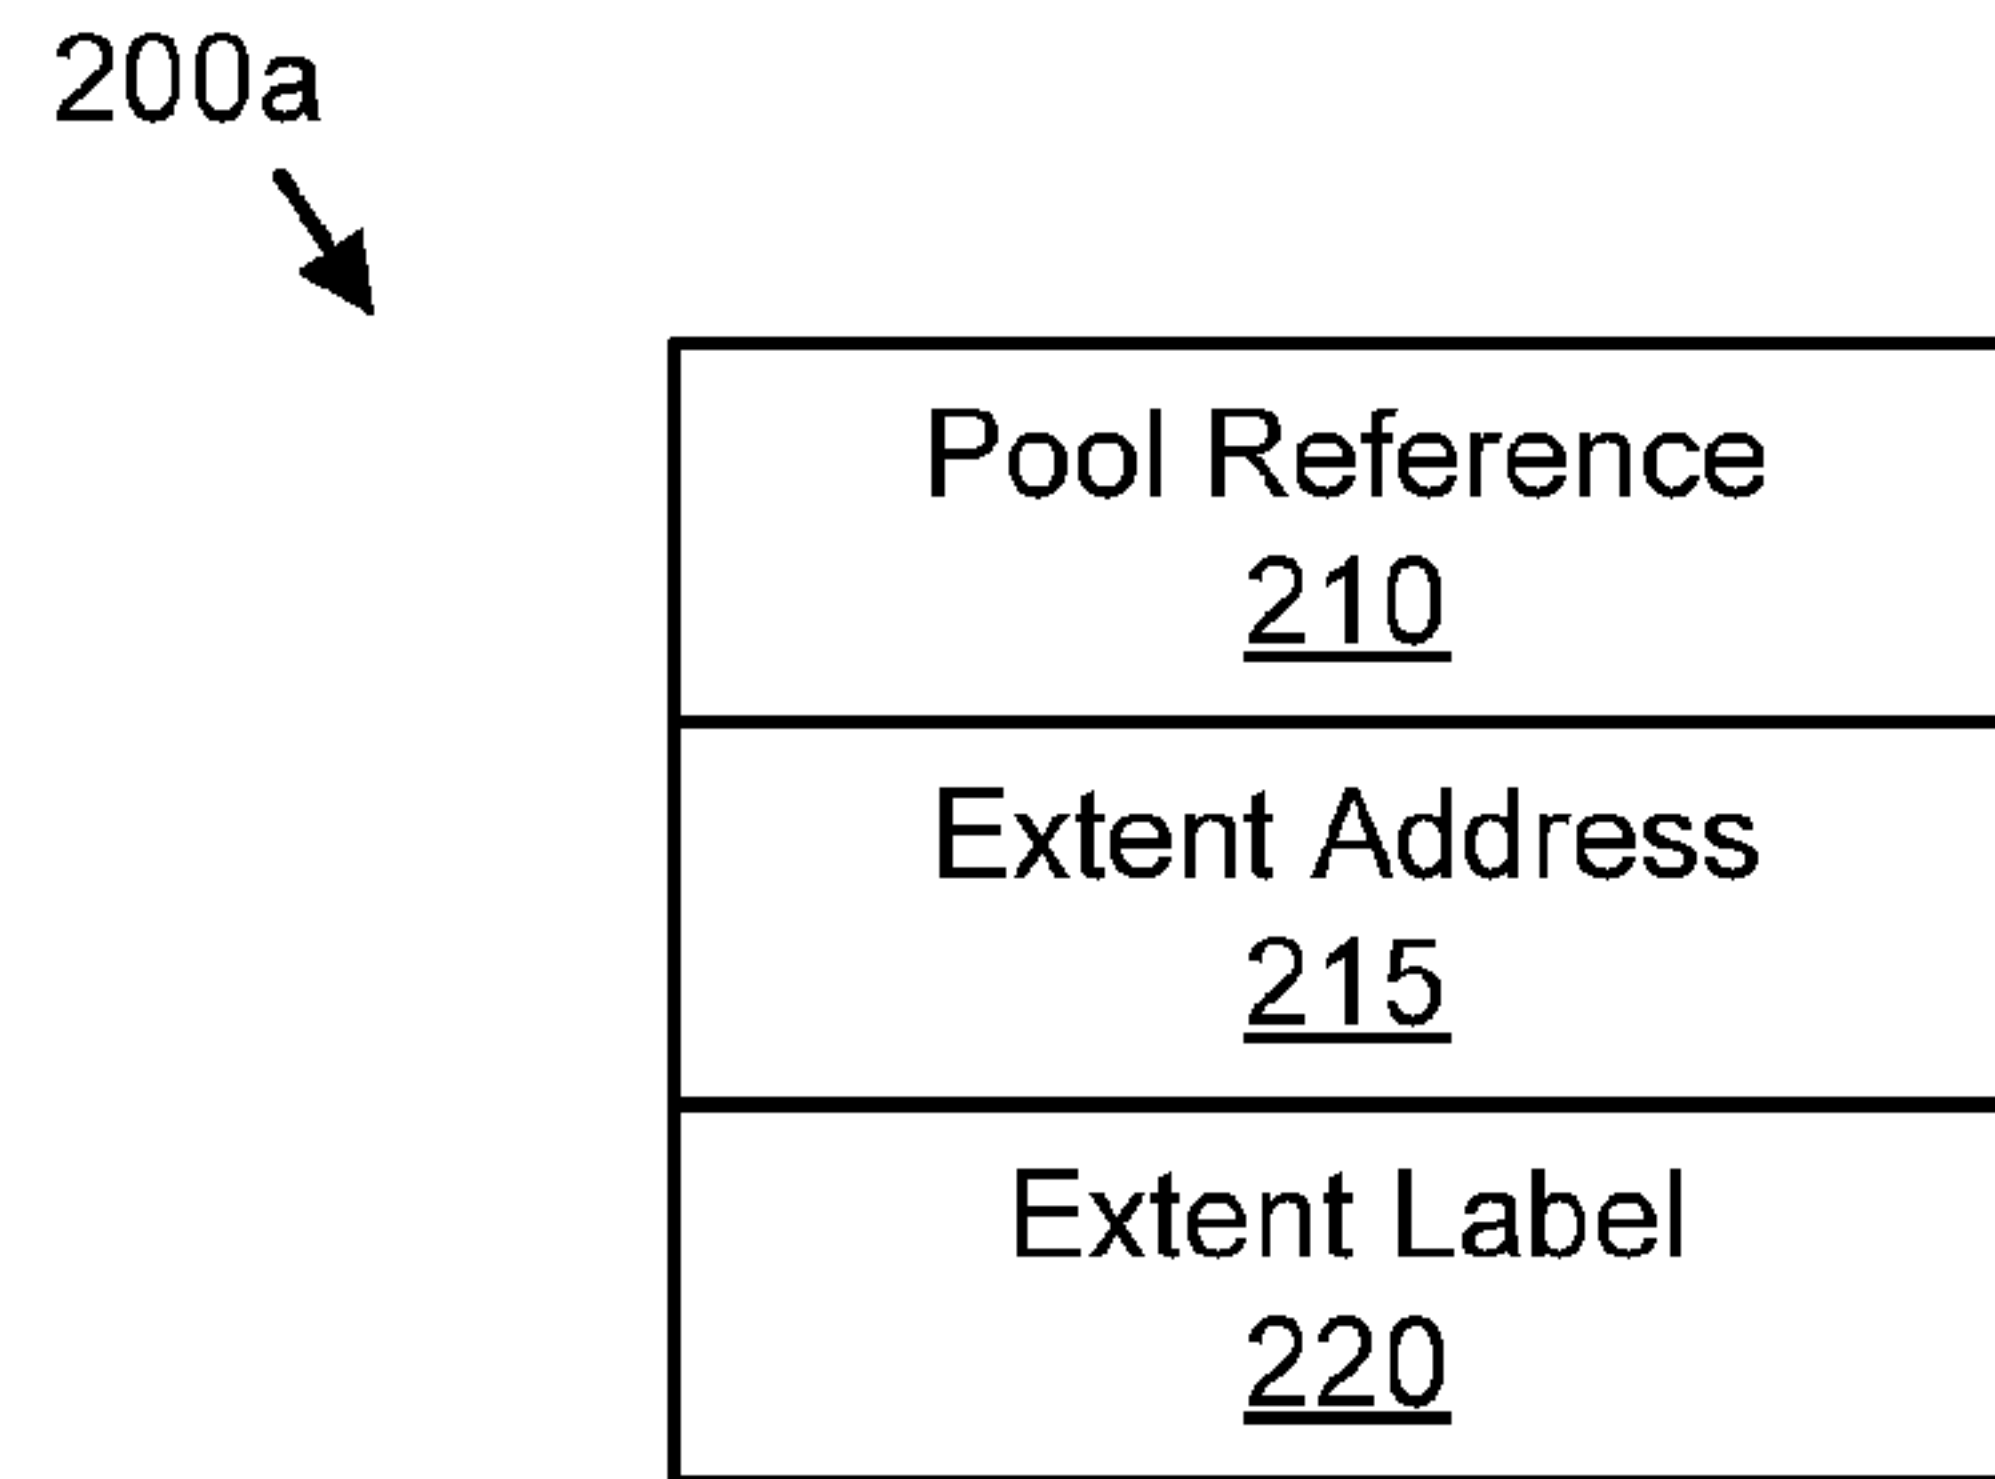 200a
Pool Reference
210
Extent Address
215
Extent Label
220